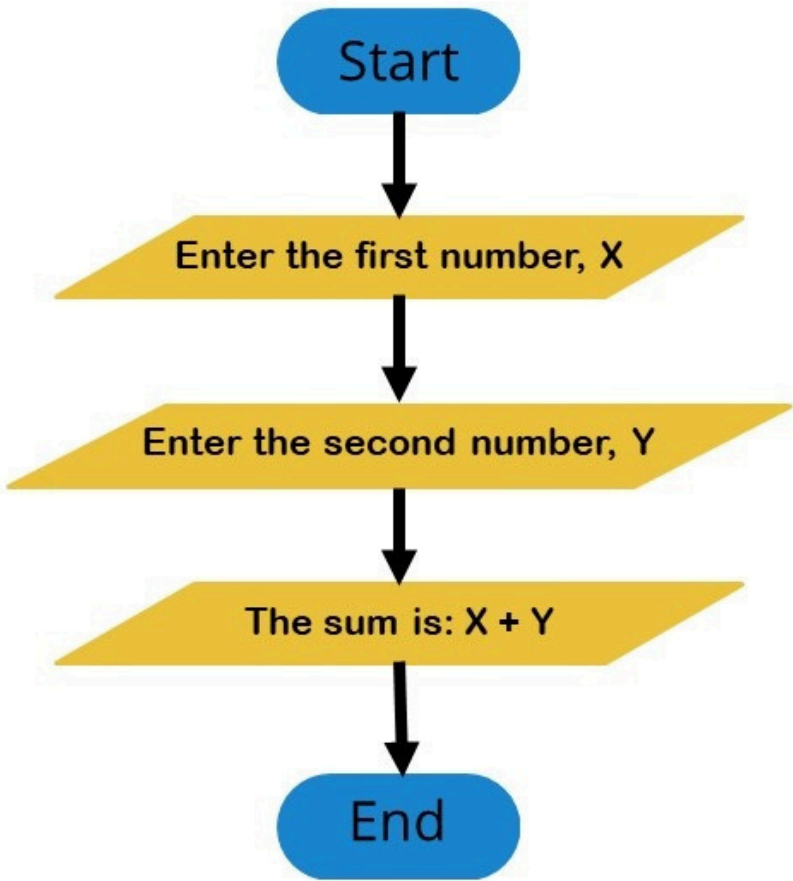 Start
Enter the first number, X
Enter the second number, Y
The sum is: X + Y
End